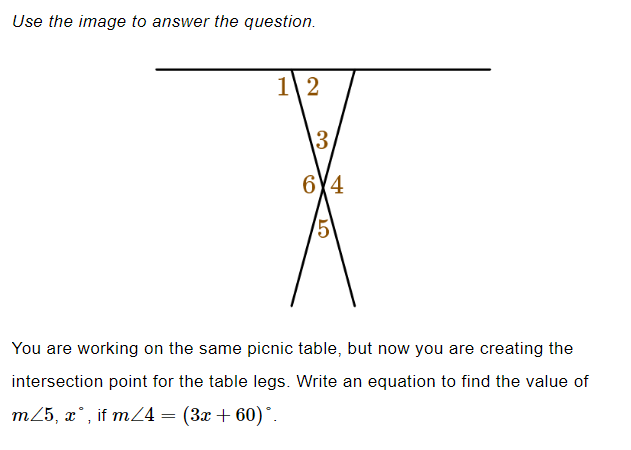 Use the image to answer the question.
1 2
3
6 4
5
You are working on the same picnic table, but now you are creating the
intersection point for the table legs. Write an equation to find the value of
m∠5, x°, if m∠4 = (3x + 60)°.